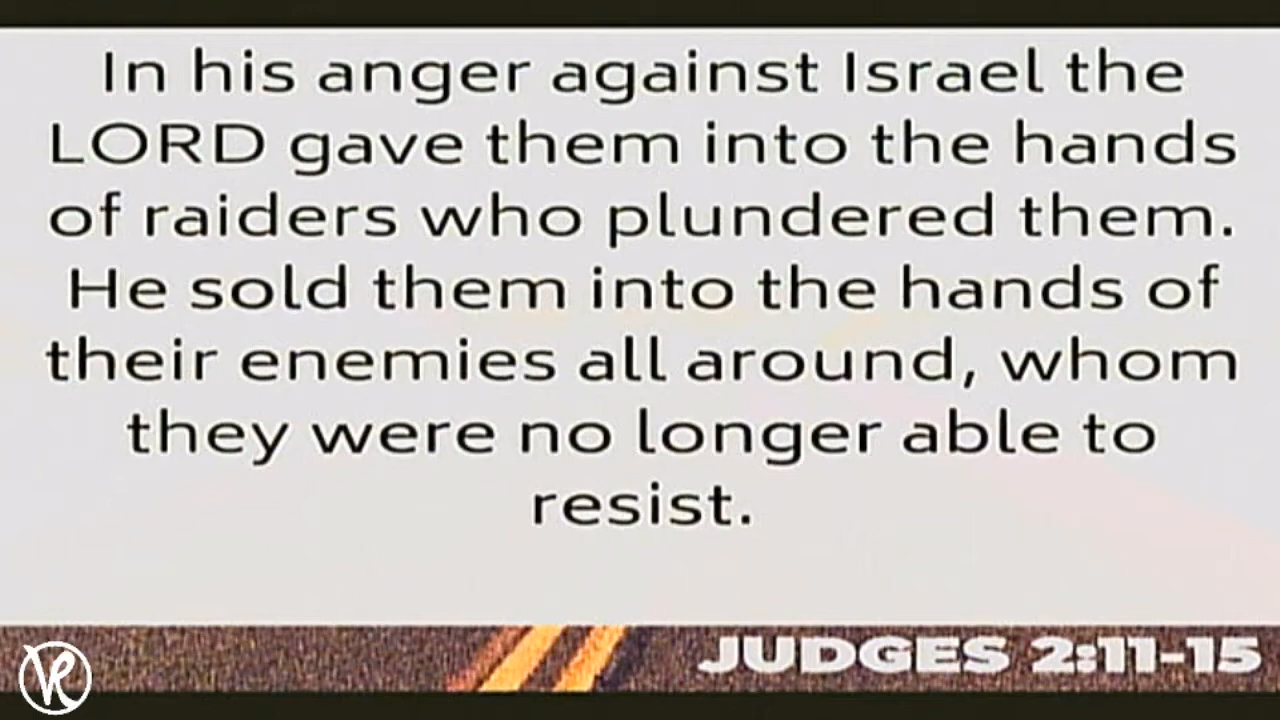 In his anger against Israel the
LORD gave them into the hands
of raiders who plundered them.
He sold them into the hands of
their enemies all around, whom
they were no longer able to
resist.
JUDGES 2:11-15
VR